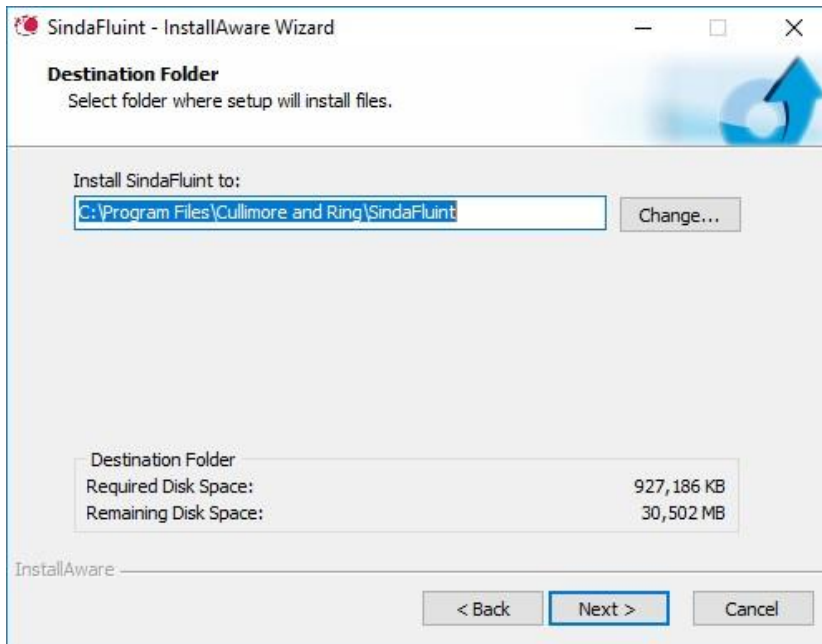 SindaFluint - InstallAware Wizard
Destination Folder
Select folder where setup will install files.
Install SindaFluint to:
C:\Program Files\Cullimore and Ring\SindaFluint
Change...
Destination Folder
Required Disk Space: 927,186 KB
Remaining Disk Space: 30,502 MB
InstallAware
< Back Next > Cancel